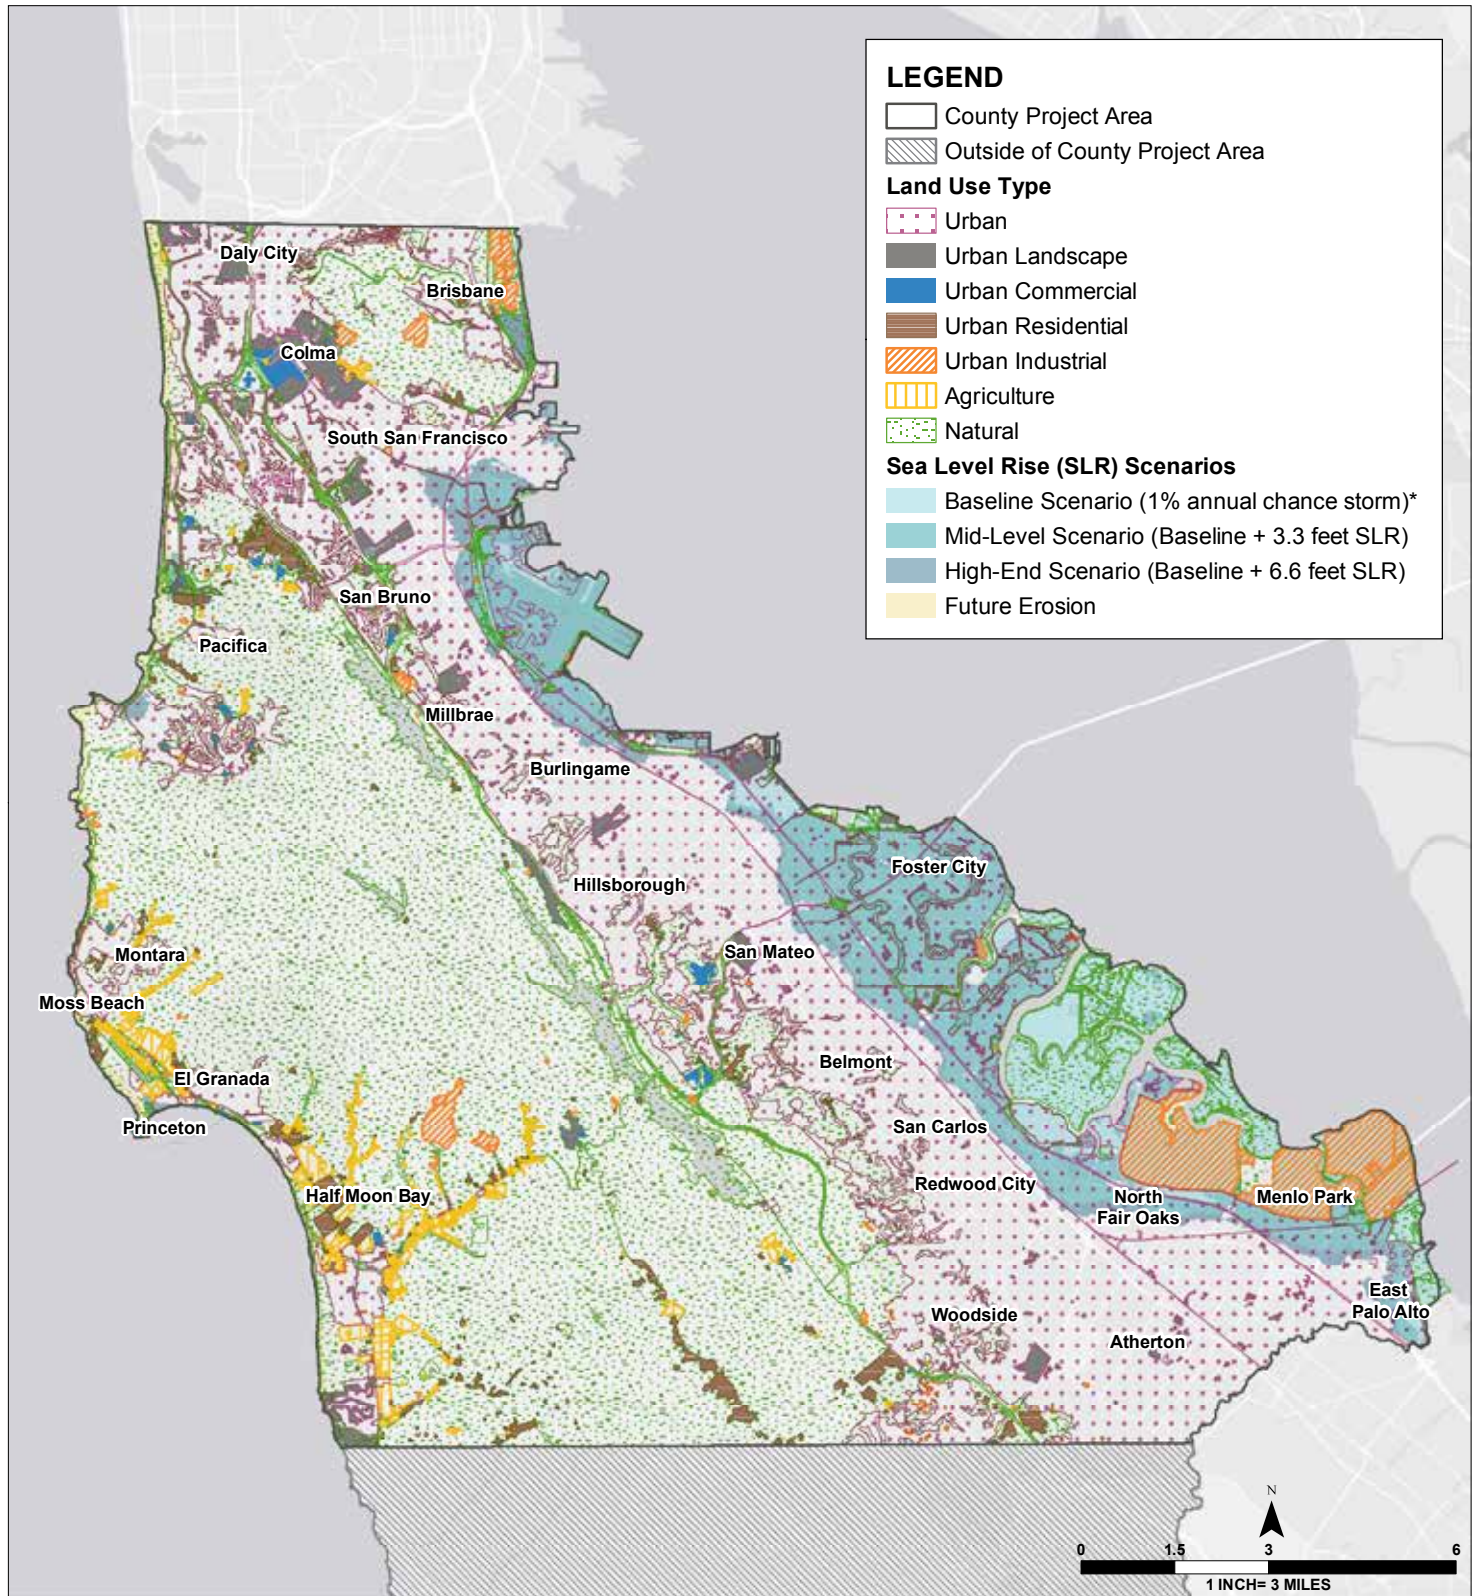 LEGEND
County Project Area
Outside of County Project Area
Land Use Type
Urban
Urban Landscape
Urban Commercial
Urban Residential
Urban Industrial
Agriculture
Natural
Sea Level Rise (SLR) Scenarios
Baseline Scenario (1% annual chance storm)*
Mid-Level Scenario (Baseline + 3.3 feet SLR)
High-End Scenario (Baseline + 6.6 feet SLR)
Future Erosion
Daly City
Brisbane
Colma
South San Francisco
San Bruno
Pacifica
Millbrae
Burlingame
Foster City
Hillsborough
San Mateo
Montara
Moss Beach
Belmont
El Granada
Princeton
San Carlos
Redwood City
Half Moon Bay
North
Fair Oaks
Menlo Park
East
Palo Alto
Woodside
Atherton
N
0 1.5 3 6
1 INCH= 3 MILES